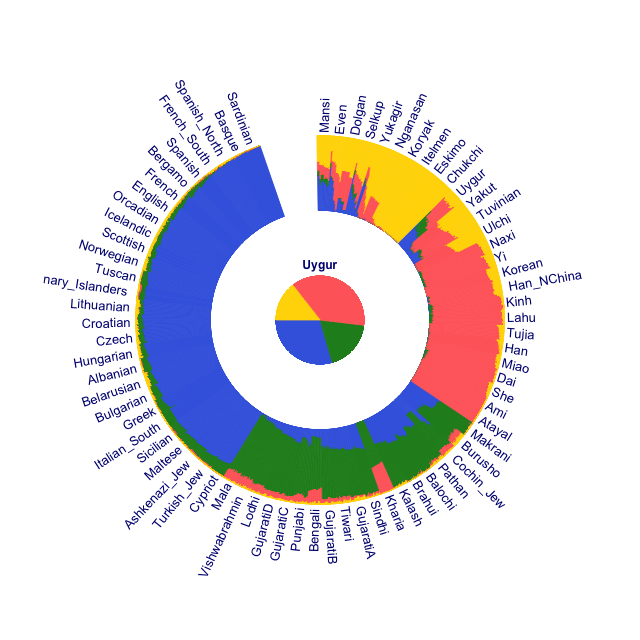 Mansi
Even
Dolgan
Selkup
Yukagir
Nganasan
Koryak
Itelmen
Eskimo
Chukchi
Uygur
Yakut
Tuvinian
Ulchi
Naxi
Yi
Korean
Han_NChina
Kinh
Lahu
Tujia
Han
Miao
Dai
She
Ami
Atayal
Makrani
Burusho
Cochin_Jew
Pathan
Balochi
Brahui
Kalash
Kharia
Sindhi
GujaratiA
Tiwari
GujaratiB
Bengali
Punjabi
GujaratiC
GujaratiD
Lodhi
Vishwabrahmin
Mala
Cypriot
Turkish_Jew
Ashkenazi_Jew
Maltese
Sicilian
Italian_South
Greek
Bulgarian
Belarusian
Albanian
Hungarian
Czech
Croatian
Lithuanian
nary_Islanders
Tuscan
Norwegian
Scottish
Icelandic
Orcadian
English
French
Bergamo
Spanish
French_South
Spanish_North
Basque
Sardinian
Uygur